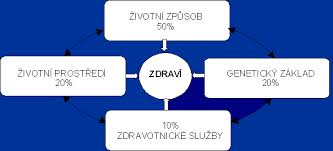 ŽIVOTNÍ ZPŮSOB
50%
ŽIVOTNÍ PROSTŘEDÍ
20%
ZDRAVÍ
GENETICKÝ ZÁKLAD
20%
10%
ZDRAVOTNICKÉ SLUŽBY